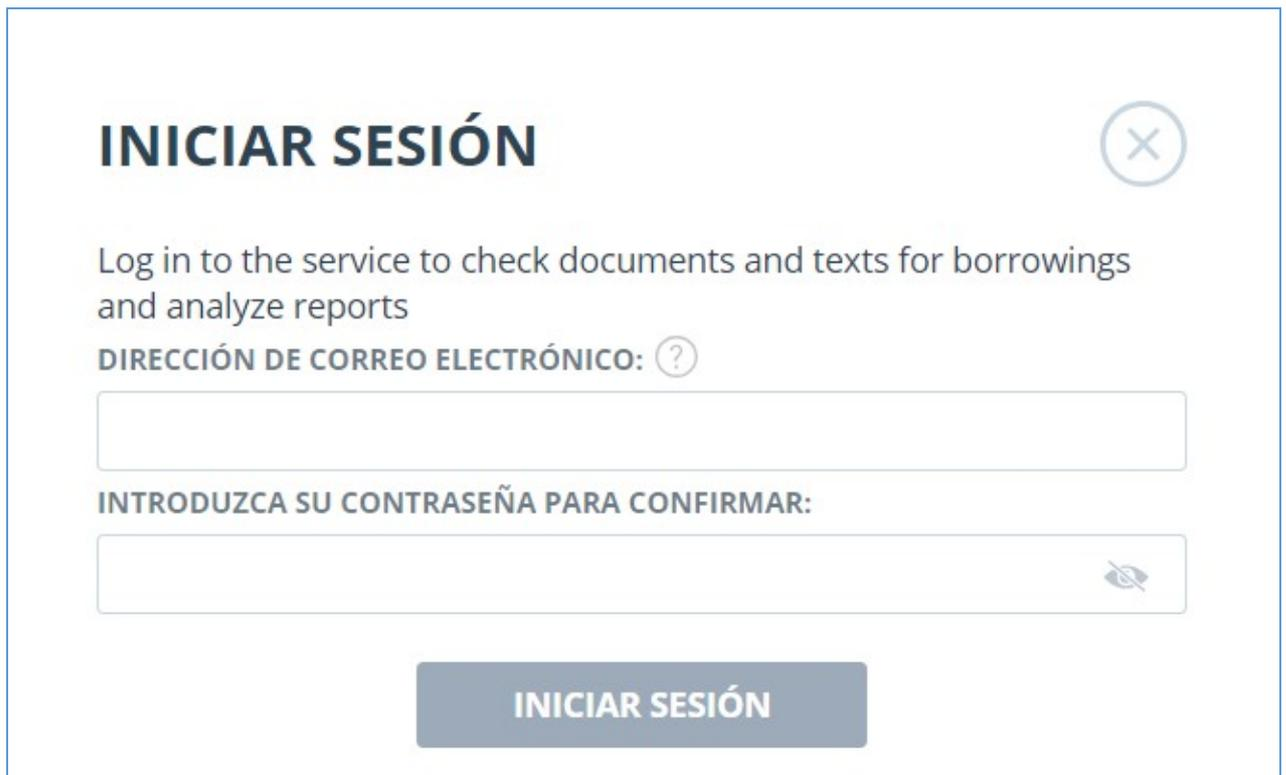 INICIAR SESIÓN
Log in to the service to check documents and texts for borrowings
and analyze reports
DIRECCIÓN DE CORREO ELECTRÓNICO: ?
INTRODUZCA SU CONTRASEÑA PARA CONFIRMAR:
INICIAR SESIÓN